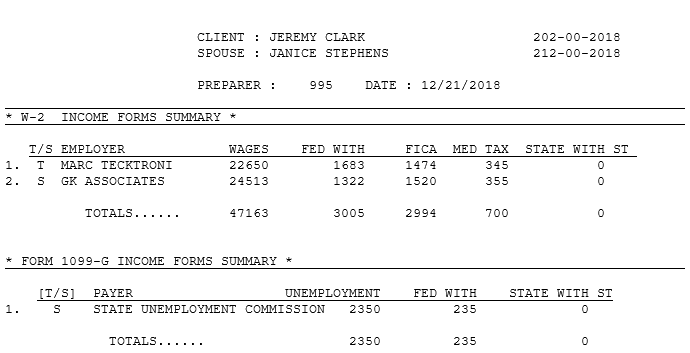 CLIENT : JEREMY CLARK 202-00-2018
SPOUSE : JANICE STEPHENS 212-00-2018
PREPARER : 995 DATE : 12/21/2018
* W-2 INCOME FORMS SUMMARY *
T/S EMPLOYER WAGES FED WITH FICA MED TAX STATE WITH ST
1. T MARC TECKTRONI 22650 1683 1474 345 0
2. S GK ASSOCIATES 24513 1322 1520 355 0
TOTALS...... 47163 3005 2994 700 0
* FORM 1099-G INCOME FORMS SUMMARY *
[T/S] PAYER UNEMPLOYMENT FED WITH STATE WITH ST
1. S STATE UNEMPLOYMENT COMMISSION 2350 235 0
TOTALS...... 2350 235 0